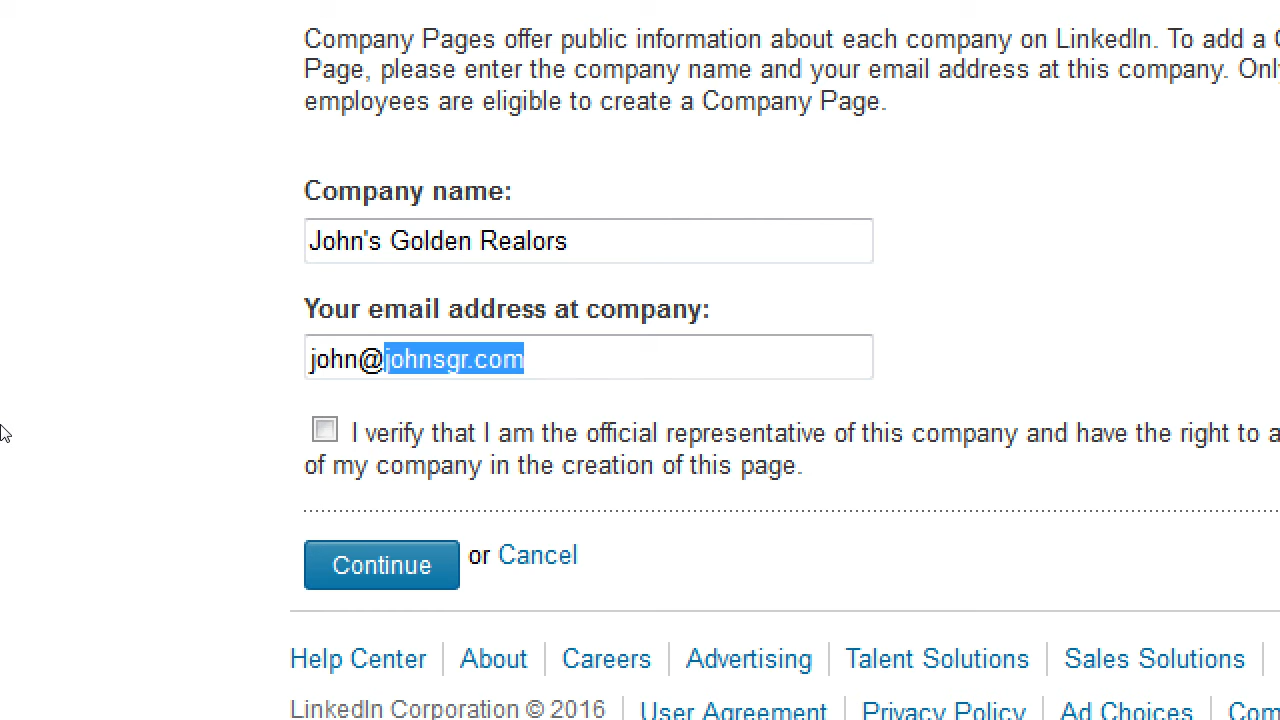 Company Pages offer public information about each company on LinkedIn. To add a
Page, please enter the company name and your email address at this company.
employees are eligible to create a Company Page.
Company name:
John's Golden Realors
Your email address at company:
john@johnsgr.com
I verify that I am the official representative of this company and have the right to
of my company in the creation of this page.
Continue or Cancel
Help Center About Careers Advertising Talent Solutions Sales Solutions
LinkedIn Corporation © 2016 User Agreement Privacy Policy Ad Choices